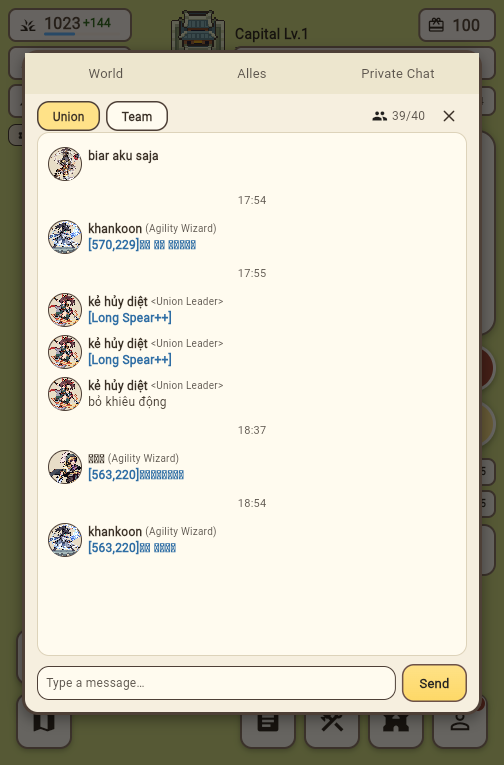 1023 +144
Capital Lv.1
100
World
Alles
Private Chat
Union
Team
39/40
biar aku saja
17:54
khankoon (Agility Wizard)
[570,229]
17:55
kẻ hủy diệt <Union Leader>
[Long Spear++]
kẻ hủy diệt <Union Leader>
[Long Spear++]
kẻ hủy diệt <Union Leader>
bỏ khiêu động
18:37
(Agility Wizard)
[563,220]
18:54
khankoon (Agility Wizard)
[563,220]
Type a message...
Send